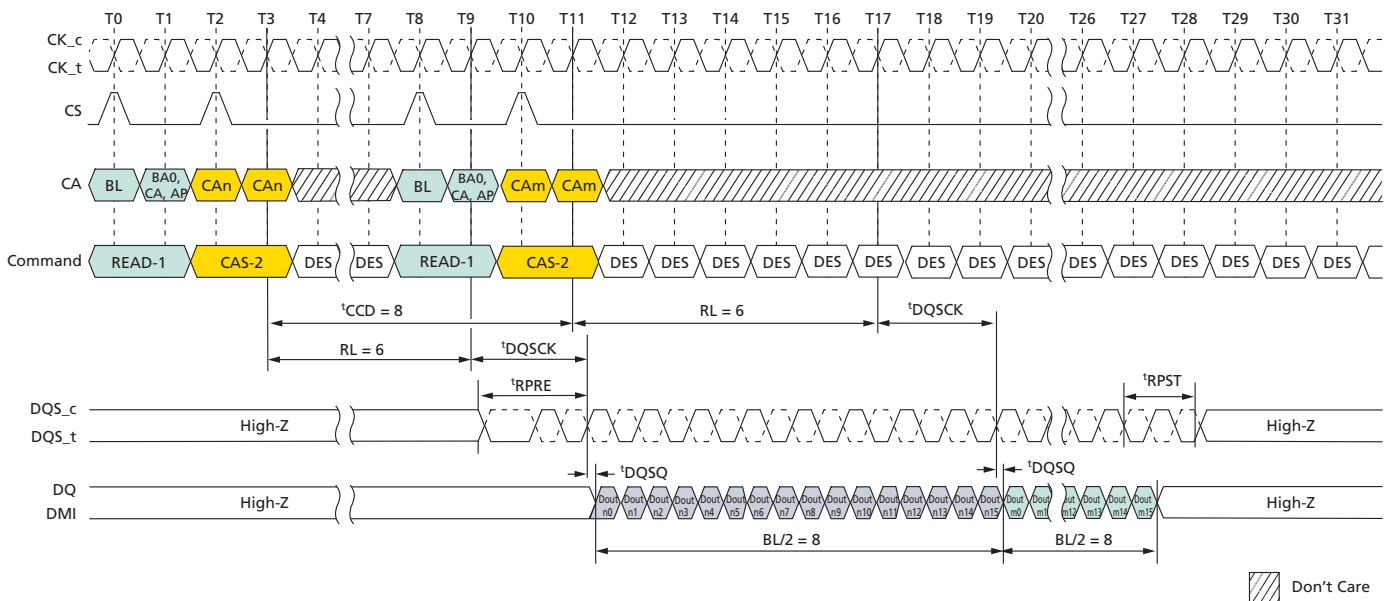 T0 T1 T2 T3 T4 T7 T8 T9 T10 T11 T12 T13 T14 T15 T16 T17 T18 T19 T20 T26 T27 T28 T29 T30 T31
CK_c
CK_t
CS
CA BL BA0, CA, AP CAn CAn BL BA0, CA, AP CAm CAm
Command READ-1 CAS-2 DES DES READ-1 CAS-2 DES DES DES DES DES DES DES DES DES DES DES DES DES DES DES
tCCD = 8 RL = 6 tDQSCK
RL = 6 tDQSCK
tRPRE tRPST
DQS_c
DQS_t High-Z High-Z
tDQSQ tDQSQ
DQ
DMI High-Z Dout n0 Dout n1 Dout n2 Dout n3 Dout n4 Dout n5 Dout n6 Dout n7 Dout n8 Dout n9 Dout n10 Dout n11 Dout n12 Dout n13 Dout n14 Dout n15 Dout m0 Dout m1 Dout m12 Dout m13 Dout m14 Dout m15 High-Z
BL/2 = 8 BL/2 = 8
Don't Care